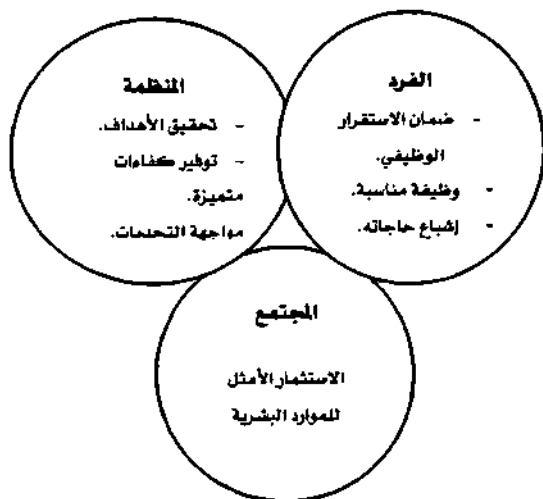 الفرد
- ضمان الاستقرار
الوظيفي.
- وظيفة مناسبة.
- إشباع حاجاته.
المنظمة
- تحقيق الأهداف.
- توفير كفاءات
متميزة.
مواجهة التحديات.
المجتمع
الاستثمار الأمثل
للموارد البشرية